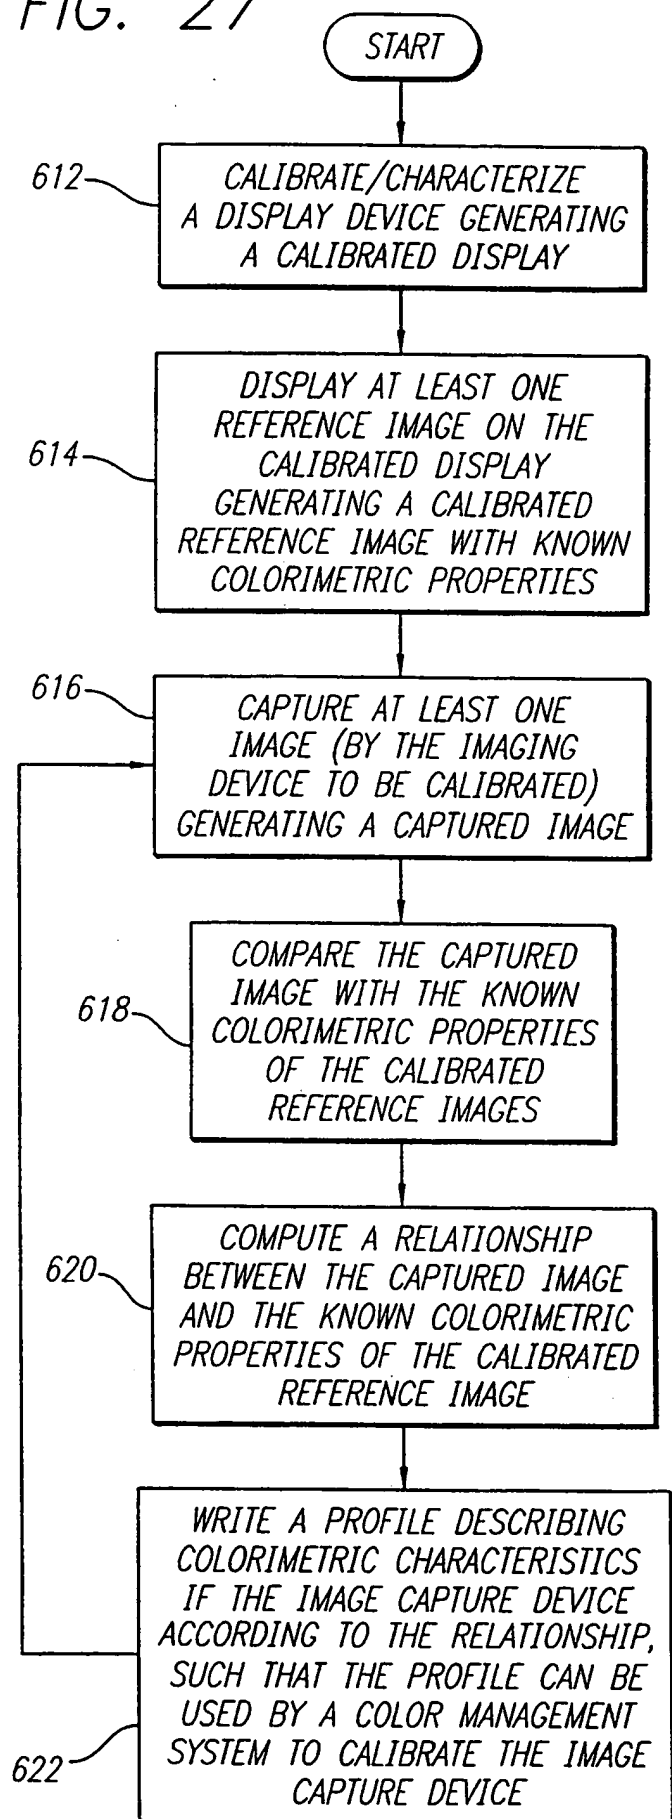 FIG. 27
START
612
CALIBRATE/CHARACTERIZE
A DISPLAY DEVICE GENERATING
A CALIBRATED DISPLAY
614
DISPLAY AT LEAST ONE
REFERENCE IMAGE ON THE
CALIBRATED DISPLAY
GENERATING A CALIBRATED
REFERENCE IMAGE WITH KNOWN
COLORIMETRIC PROPERTIES
616
CAPTURE AT LEAST ONE
IMAGE (BY THE IMAGING
DEVICE TO BE CALIBRATED)
GENERATING A CAPTURED IMAGE
618
COMPARE THE CAPTURED
IMAGE WITH THE KNOWN
COLORIMETRIC PROPERTIES
OF THE CALIBRATED
REFERENCE IMAGES
620
COMPUTE A RELATIONSHIP
BETWEEN THE CAPTURED IMAGE
AND THE KNOWN COLORIMETRIC
PROPERTIES OF THE CALIBRATED
REFERENCE IMAGE
622
WRITE A PROFILE DESCRIBING
COLORIMETRIC CHARACTERISTICS
IF THE IMAGE CAPTURE DEVICE
ACCORDING TO THE RELATIONSHIP,
SUCH THAT THE PROFILE CAN BE
USED BY A COLOR MANAGEMENT
SYSTEM TO CALIBRATE THE IMAGE
CAPTURE DEVICE